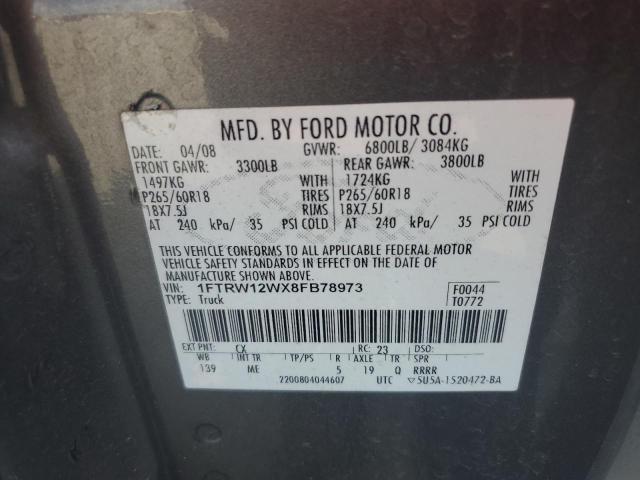 MFD. BY FORD MOTOR CO.
DATE: 04/08 GVWR: 6800LB/ 3084KG
FRONT GAWR: 3300LB REAR GAWR: 3800LB
1497KG WITH 1724KG WITH
P265/60R18 TIRES P265/60R18 TIRES
18X7.5J RIMS 18X7.5J RIMS
AT 240 kPa/ 35 PSI COLD AT 240 kPa/ 35 PSI COLD
THIS VEHICLE CONFORMS TO ALL APPLICABLE FEDERAL MOTOR
VEHICLE SAFETY STANDARDS IN EFFECT ON THE DATE OF
MANUFACTURE SHOWN ABOVE.
VIN: 1FTRW12WX8FB78973 F0044
TYPE: Truck T0772
EXT PNT: CX RC: 23 DSO:
WB INT TR TP/PS R AXLE TR SPR
139 ME 5 19 Q RRRR
2200804044607 UTC ▽5U5A-1520472-BA